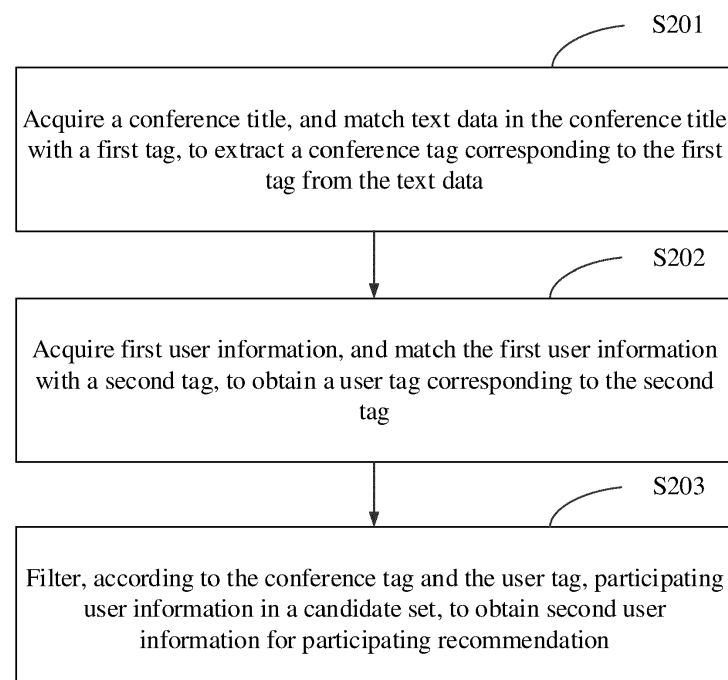 S201
Acquire a conference title, and match text data in the conference title
with a first tag, to extract a conference tag corresponding to the first
tag from the text data
S202
Acquire first user information, and match the first user information
with a second tag, to obtain a user tag corresponding to the second
tag
S203
Filter, according to the conference tag and the user tag, participating
user information in a candidate set, to obtain second user
information for participating recommendation